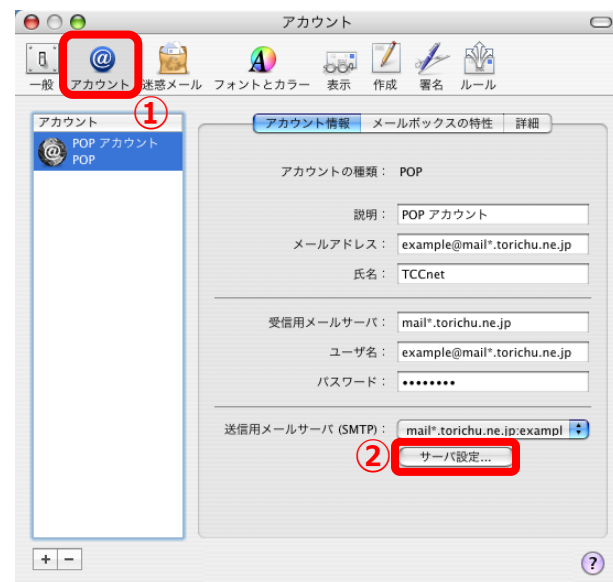 アカウント
一般 アカウント 迷惑メール フォントとカラー 表示 作成 署名 ルール
①
アカウント
POP アカウント
POP
アカウント情報 メールボックスの特性 詳細
アカウントの種類： POP
説明： POP アカウント
メールアドレス： example@mail*.torichu.ne.jp
氏名： TCCnet
受信用メールサーバ： mail*.torichu.ne.jp
ユーザ名： example@mail*.torichu.ne.jp
パスワード： ••••••••
送信用メールサーバ (SMTP)： mail*.torichu.ne.jp:exampl
② サーバ設定...
+ − ?